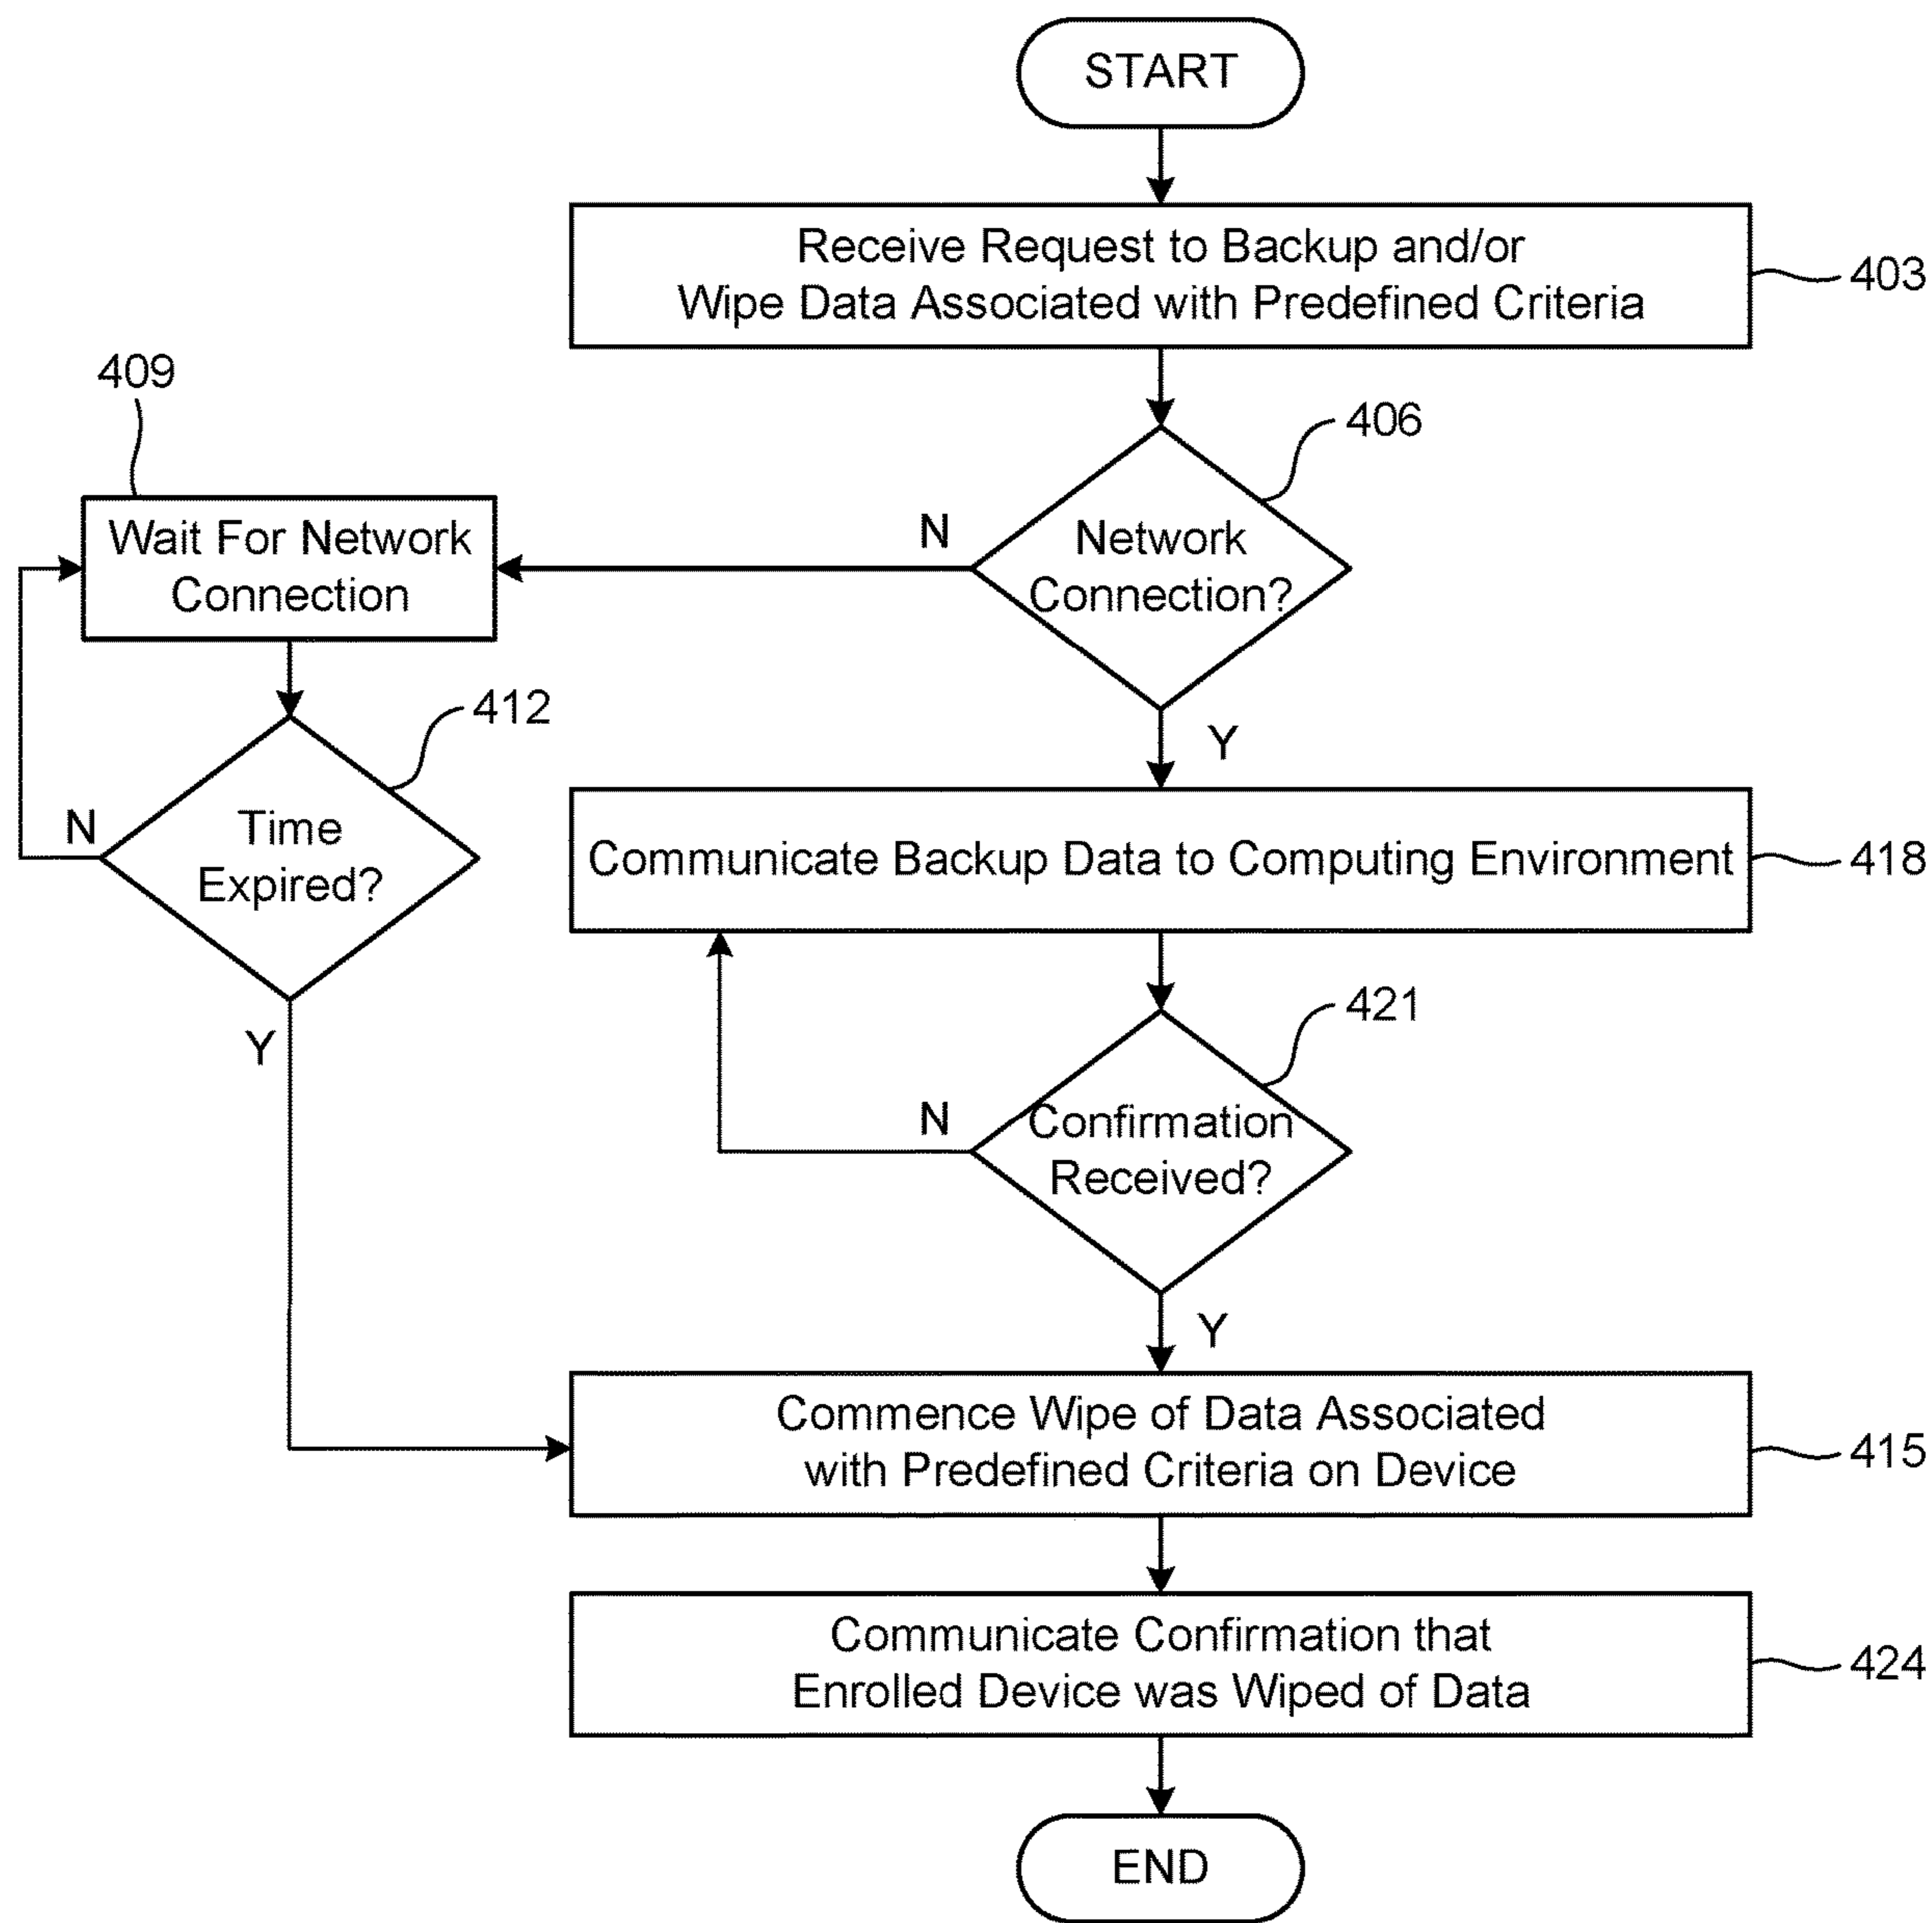 START
Receive Request to Backup and/or
Wipe Data Associated with Predefined Criteria
403
409
406
Wait For Network
Connection
N
Network
Connection?
412
Y
N
Time
Expired?
Communicate Backup Data to Computing Environment
418
421
Y
N
Confirmation
Received?
Y
Commence Wipe of Data Associated
with Predefined Criteria on Device
415
Communicate Confirmation that
Enrolled Device was Wiped of Data
424
END